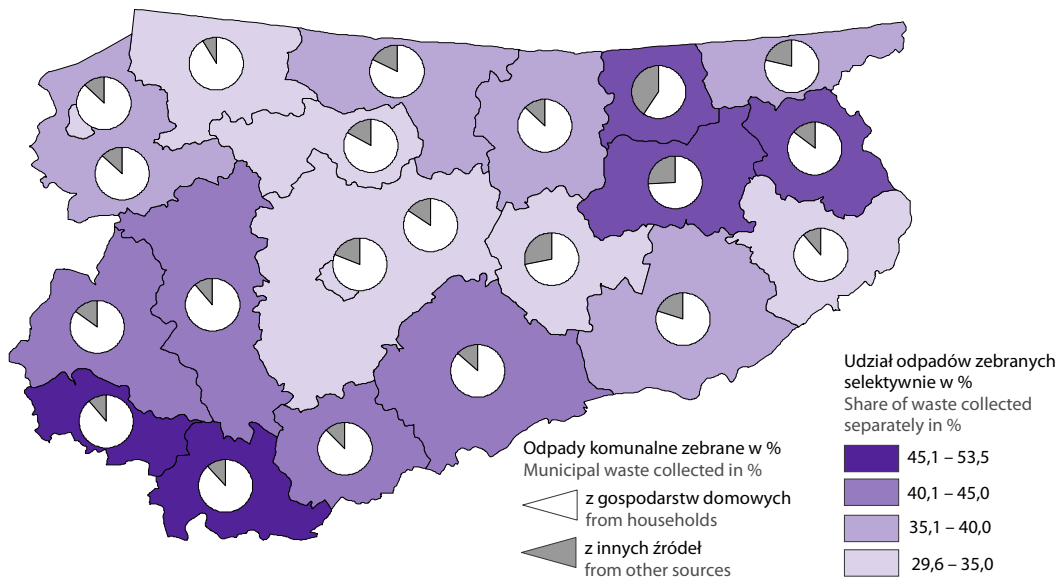 Odpady komunalne zebrane w %
Municipal waste collected in %
z gospodarstw domowych
from households
z innych źródeł
from other sources
Udział odpadów zebranych
selektywnie w %
Share of waste collected
separately in %
45,1 – 53,5
40,1 – 45,0
35,1 – 40,0
29,6 – 35,0